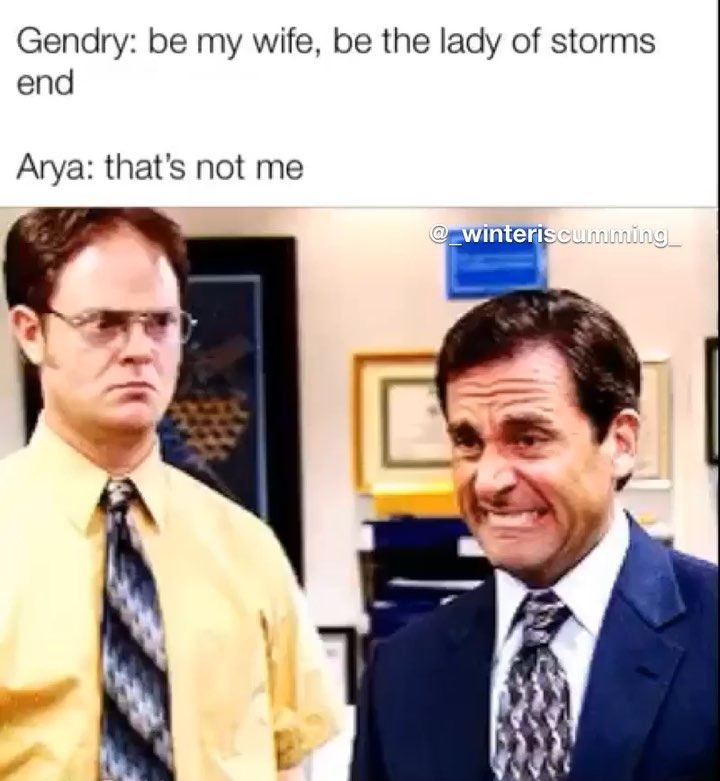 Gendry: be my wife, be the lady of storms
end
Arya: that's not me
@_winteriscumming_